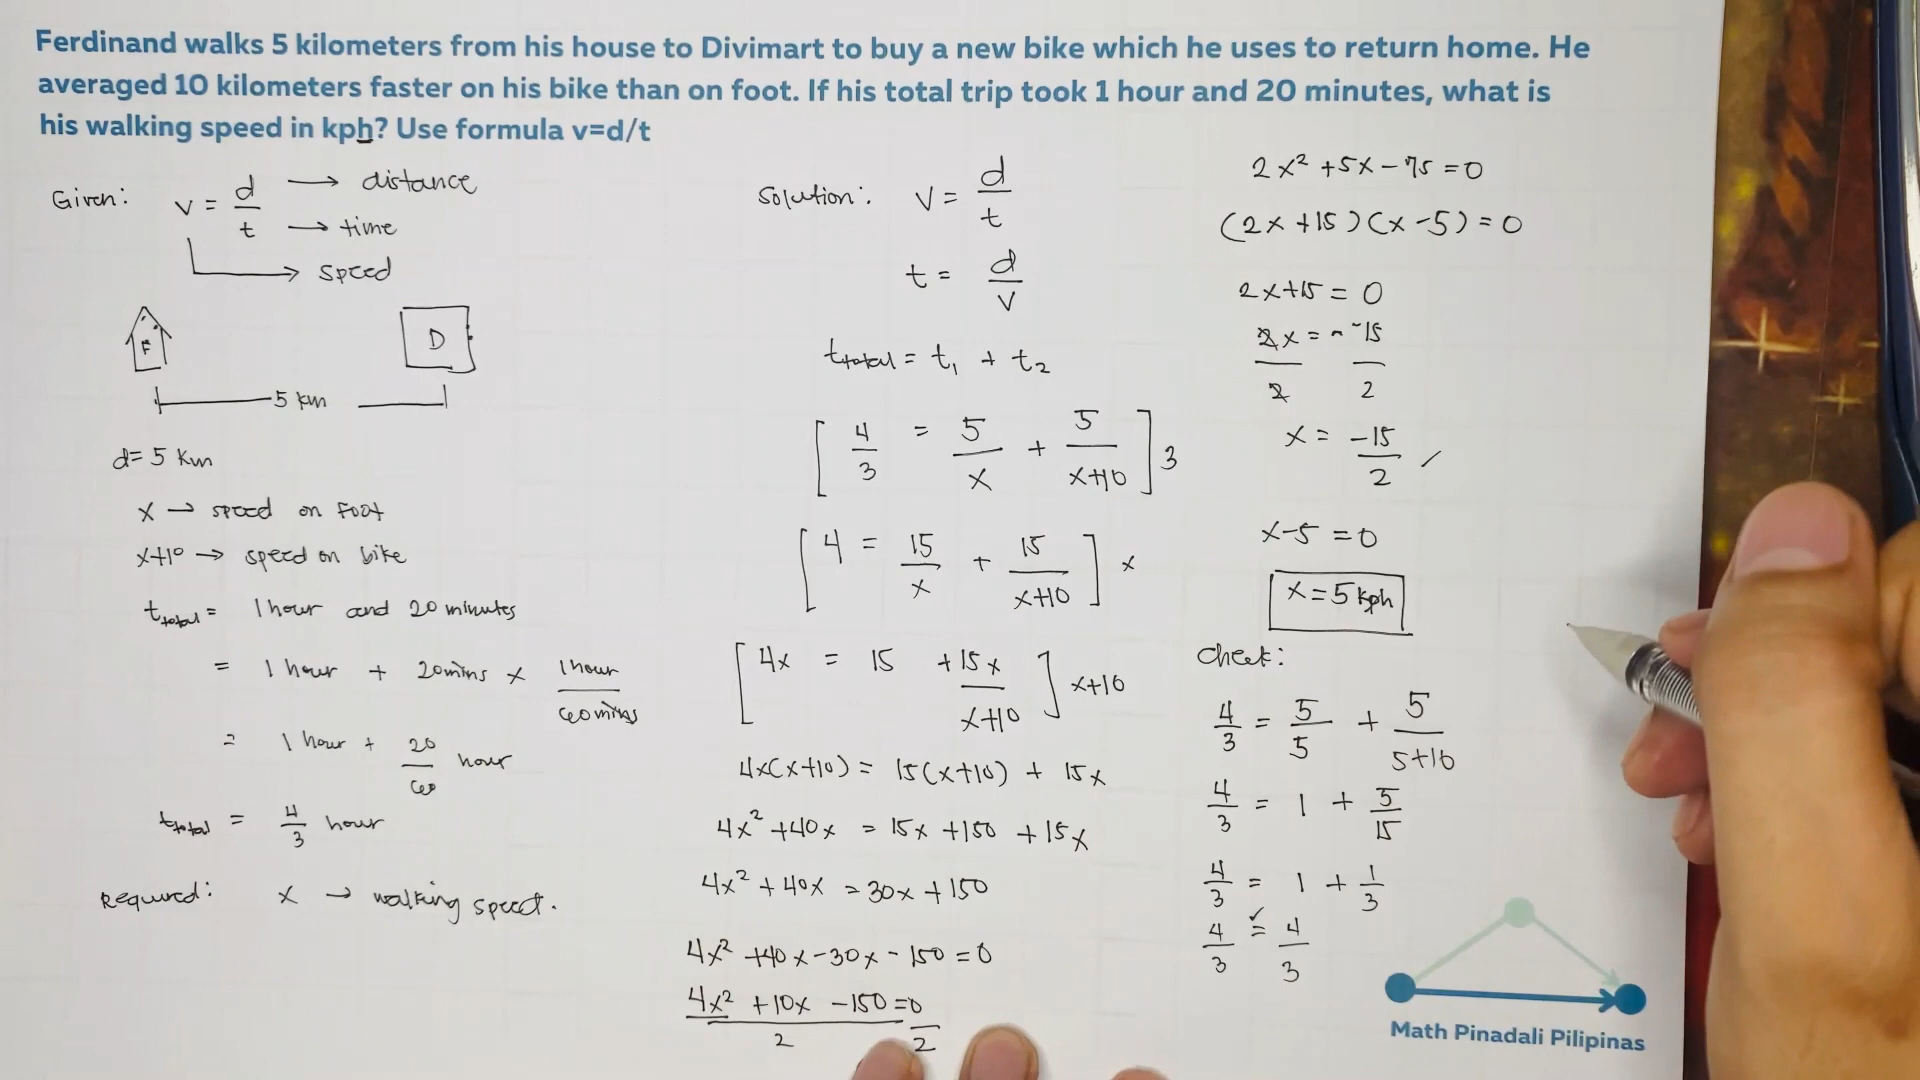 Ferdinand walks 5 kilometers from his house to Divimart to buy a new bike which he uses to return home. He
averaged 10 kilometers faster on his bike than on foot. If his total trip took 1 hour and 20 minutes, what is
his walking speed in kph? Use formula v=d/t
Given: v = d/t → distance
→ time
→ speed
F D
5 km
d= 5 km
x → speed on foot
x+10 → speed on bike
t total = 1 hour and 20 minutes
= 1 hour + 20mins x 1 hour/60 mins
= 1 hour + 20/60 hour
t total = 4/3 hour
Required: x → walking speed.
Solution: v = d/t
t = d/v
t total = t₁ + t₂
[4/3 = 5/x + 5/x+10] 3
[4 = 15/x + 15/x+10] x
[4x = 15 + 15x/x+10] x+10
4x(x+10) = 15(x+10) + 15x
4x² + 40x = 15x + 150 + 15x
4x² + 40x = 30x + 150
4x² + 40x - 30x - 150 = 0
4x² + 10x - 150/2 = 0/2
2x² + 5x - 75 = 0
(2x + 15)(x - 5) = 0
2x + 15 = 0
2x/2 = -15/2
x = -15/2
x - 5 = 0
x = 5 kph
Check:
4/3 = 5/5 + 5/5+10
4/3 = 1 + 5/15
4/3 = 1 + 1/3
4/3 = 4/3
Math Pinadali Pilipinas